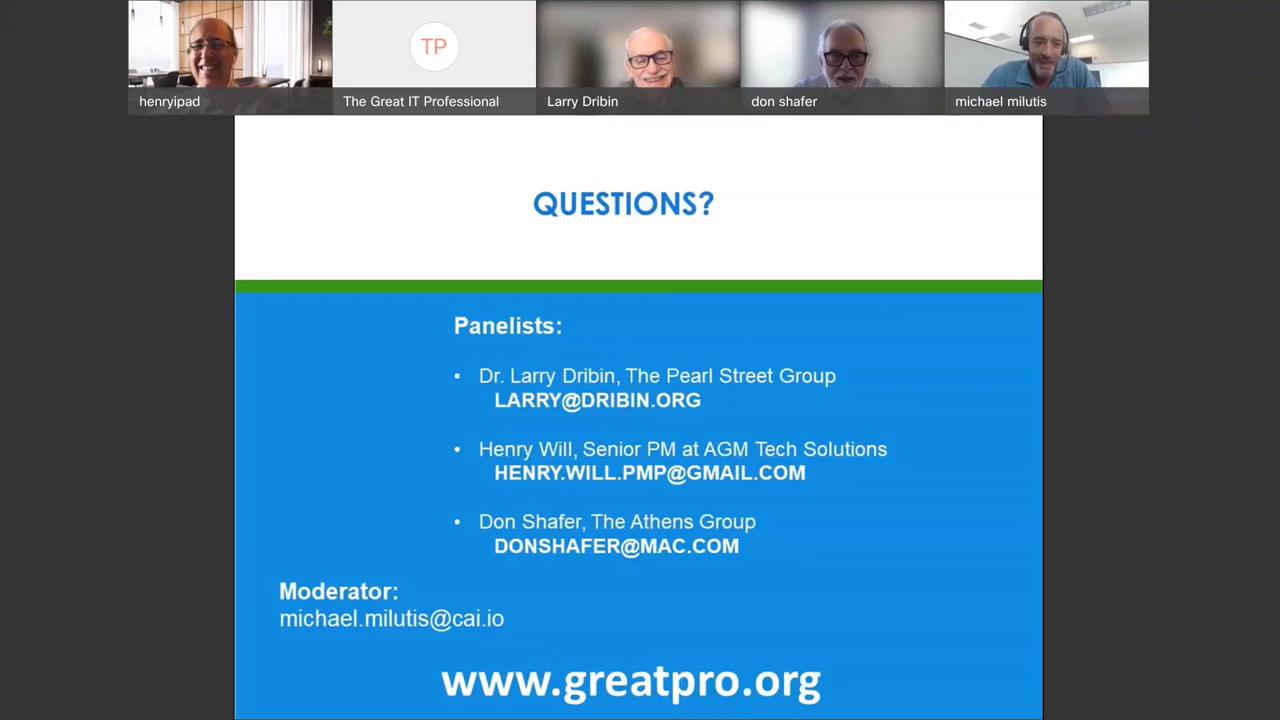 TP
henryipad
The Great IT Professional
Larry Dribin
don shafer
michael milutis
QUESTIONS?
Panelists:
• Dr. Larry Dribin, The Pearl Street Group
LARRY@DRIBIN.ORG
• Henry Will, Senior PM at AGM Tech Solutions
HENRY.WILL.PMP@GMAIL.COM
• Don Shafer, The Athens Group
DONSHAFER@MAC.COM
Moderator:
michael.milutis@cai.io
www.greatpro.org